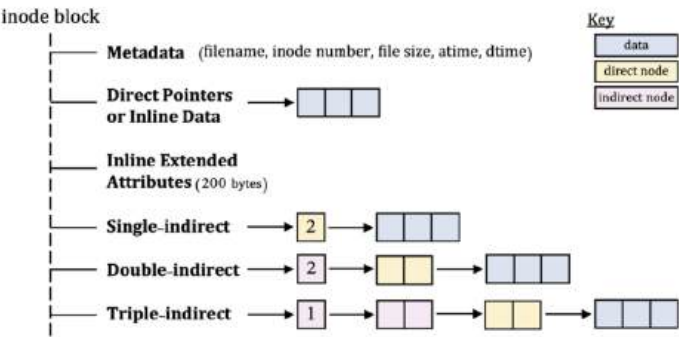 inode block
Key
data
direct node
indirect node
Metadata (filename, inode number, file size, atime, dtime)
Direct Pointers
or Inline Data
Inline Extended
Attributes (200 bytes)
Single-indirect 2
Double-indirect 2
Triple-indirect 1